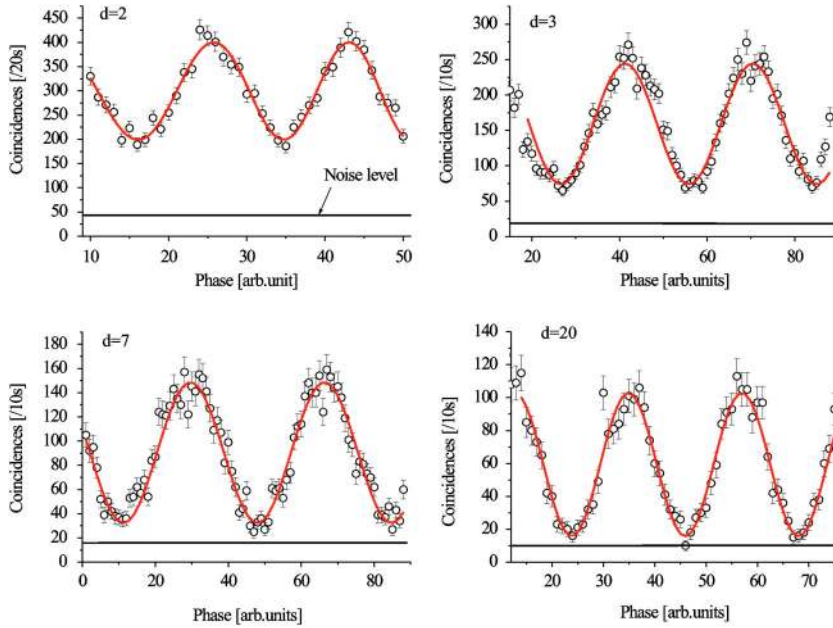 d=2
450
400
350
300
250
200
150
100
50
0
Coincidences [/20s]
Noise level
10 20 30 40 50
Phase [arb.unit]
d=3
300
250
200
150
100
50
0
Coincidences [/10s]
20 40 60 80
Phase [arb.units]
d=7
180
160
140
120
100
80
60
40
20
0
Coincidences [/10s]
0 20 40 60 80
Phase [arb.units]
d=20
140
120
100
80
60
40
20
0
Coincidences [/10s]
20 30 40 50 60 70
Phase [arb.units]